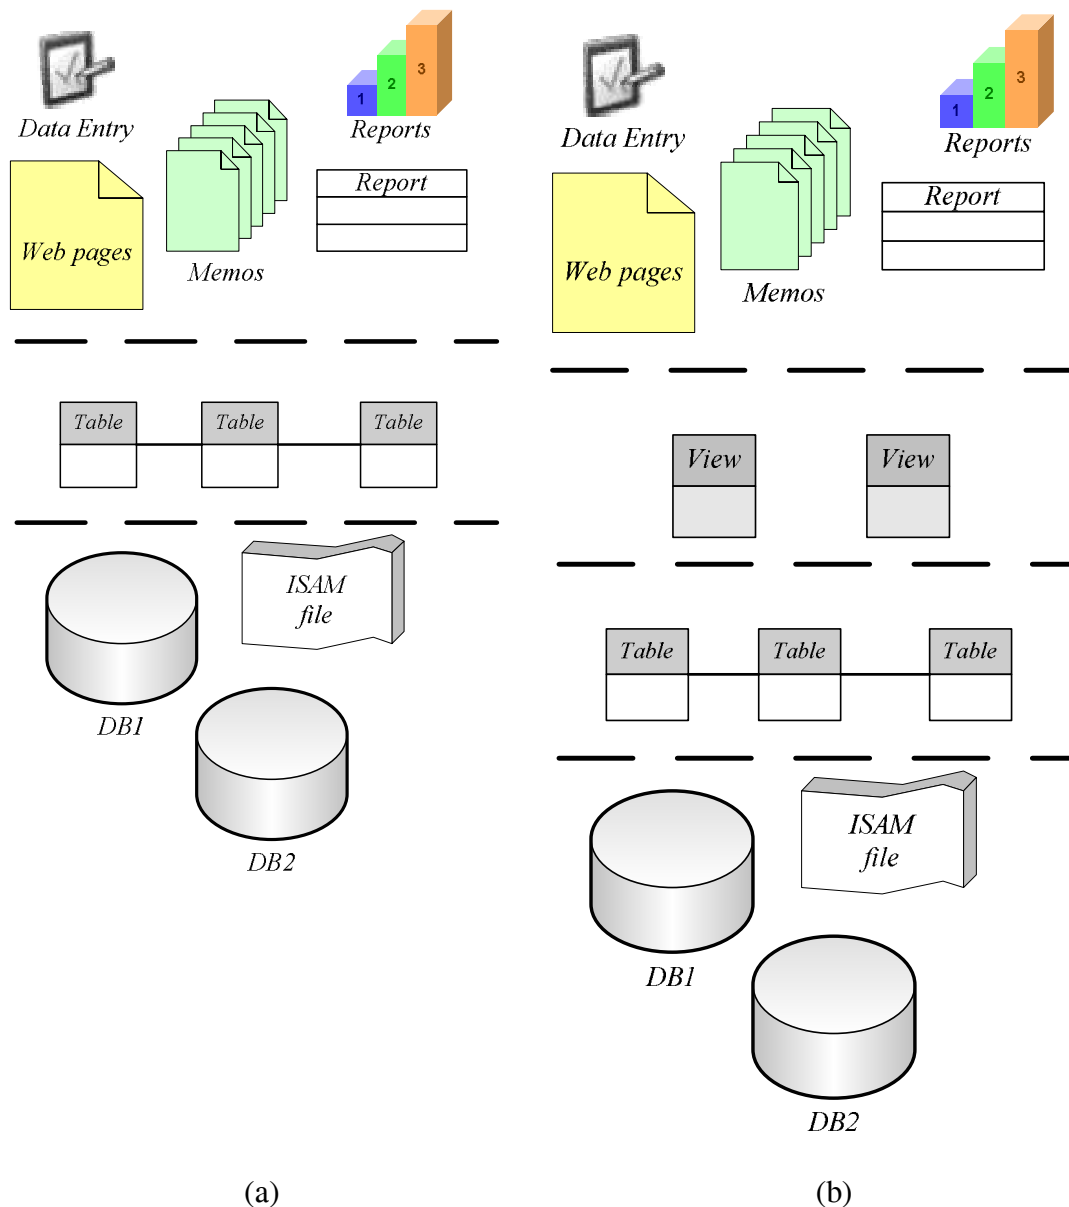 1
2
3
Data Entry
Reports
Report
Web pages
Memos
Table
Table
Table
ISAM
file
DB1
DB2
(a)
1
2
3
Data Entry
Reports
Report
Web pages
Memos
View
View
Table
Table
Table
ISAM
file
DB1
DB2
(b)